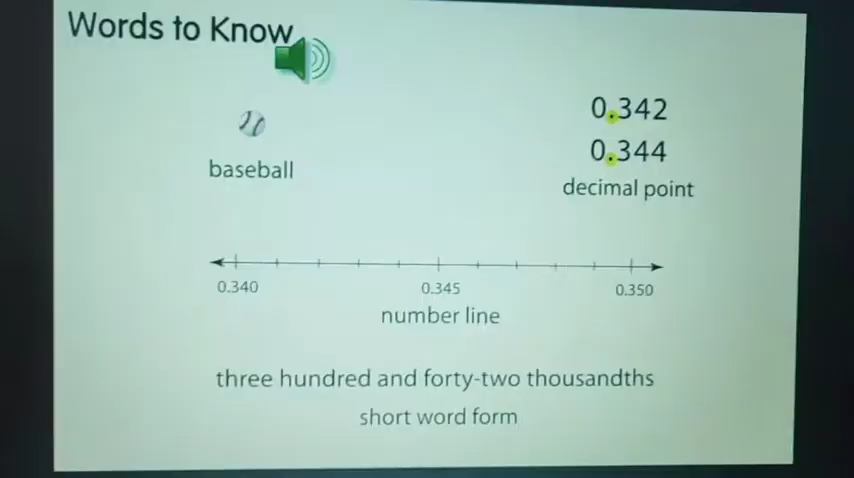 Words to Know
0.342
0.344
baseball
decimal point
0.340 0.345 0.350
number line
three hundred and forty-two thousandths
short word form